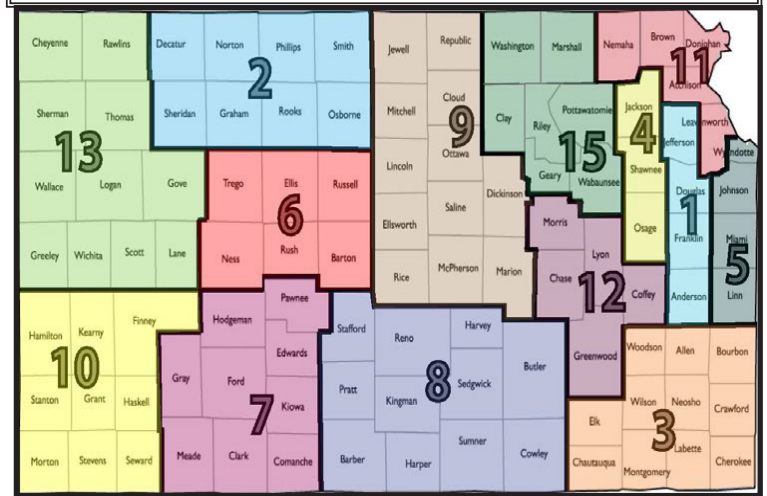 Cheyenne Rawlins Decatur Norton Phillips Smith Jewell Republic Washington Marshall Nemaha Brown Doniphan
2
11
Atchison
Sherman Thomas Sheridan Graham Rooks Osborne Mitchell Cloud Clay Riley Pottawatomie Jackson Jefferson Leavenworth
13
9
15
4
Wyandotte
Wallace Logan Gove Trego Ellis Russell Lincoln Ottawa Dickinson Geary Wabaunsee Shawnee Douglas Johnson
6
1
Saline
Greeley Wichita Scott Lane Ness Rush Barton Ellsworth Morris Lyon Osage Franklin Miami
5
Rice McPherson Marion Chase Coffey Anderson Linn
12
Hamilton Kearny Finney Hodgeman Pawnee Stafford Reno Harvey Butler Greenwood Woodson Allen Bourbon
10
Edwards
8
Stanton Grant Haskell Gray Ford Kiowa Pratt Kingman Sedgwick Elk Wilson Neosho Crawford
7
3
Morton Stevens Seward Meade Clark Comanche Barber Harper Sumner Cowley Chautauqua Montgomery Labette Cherokee